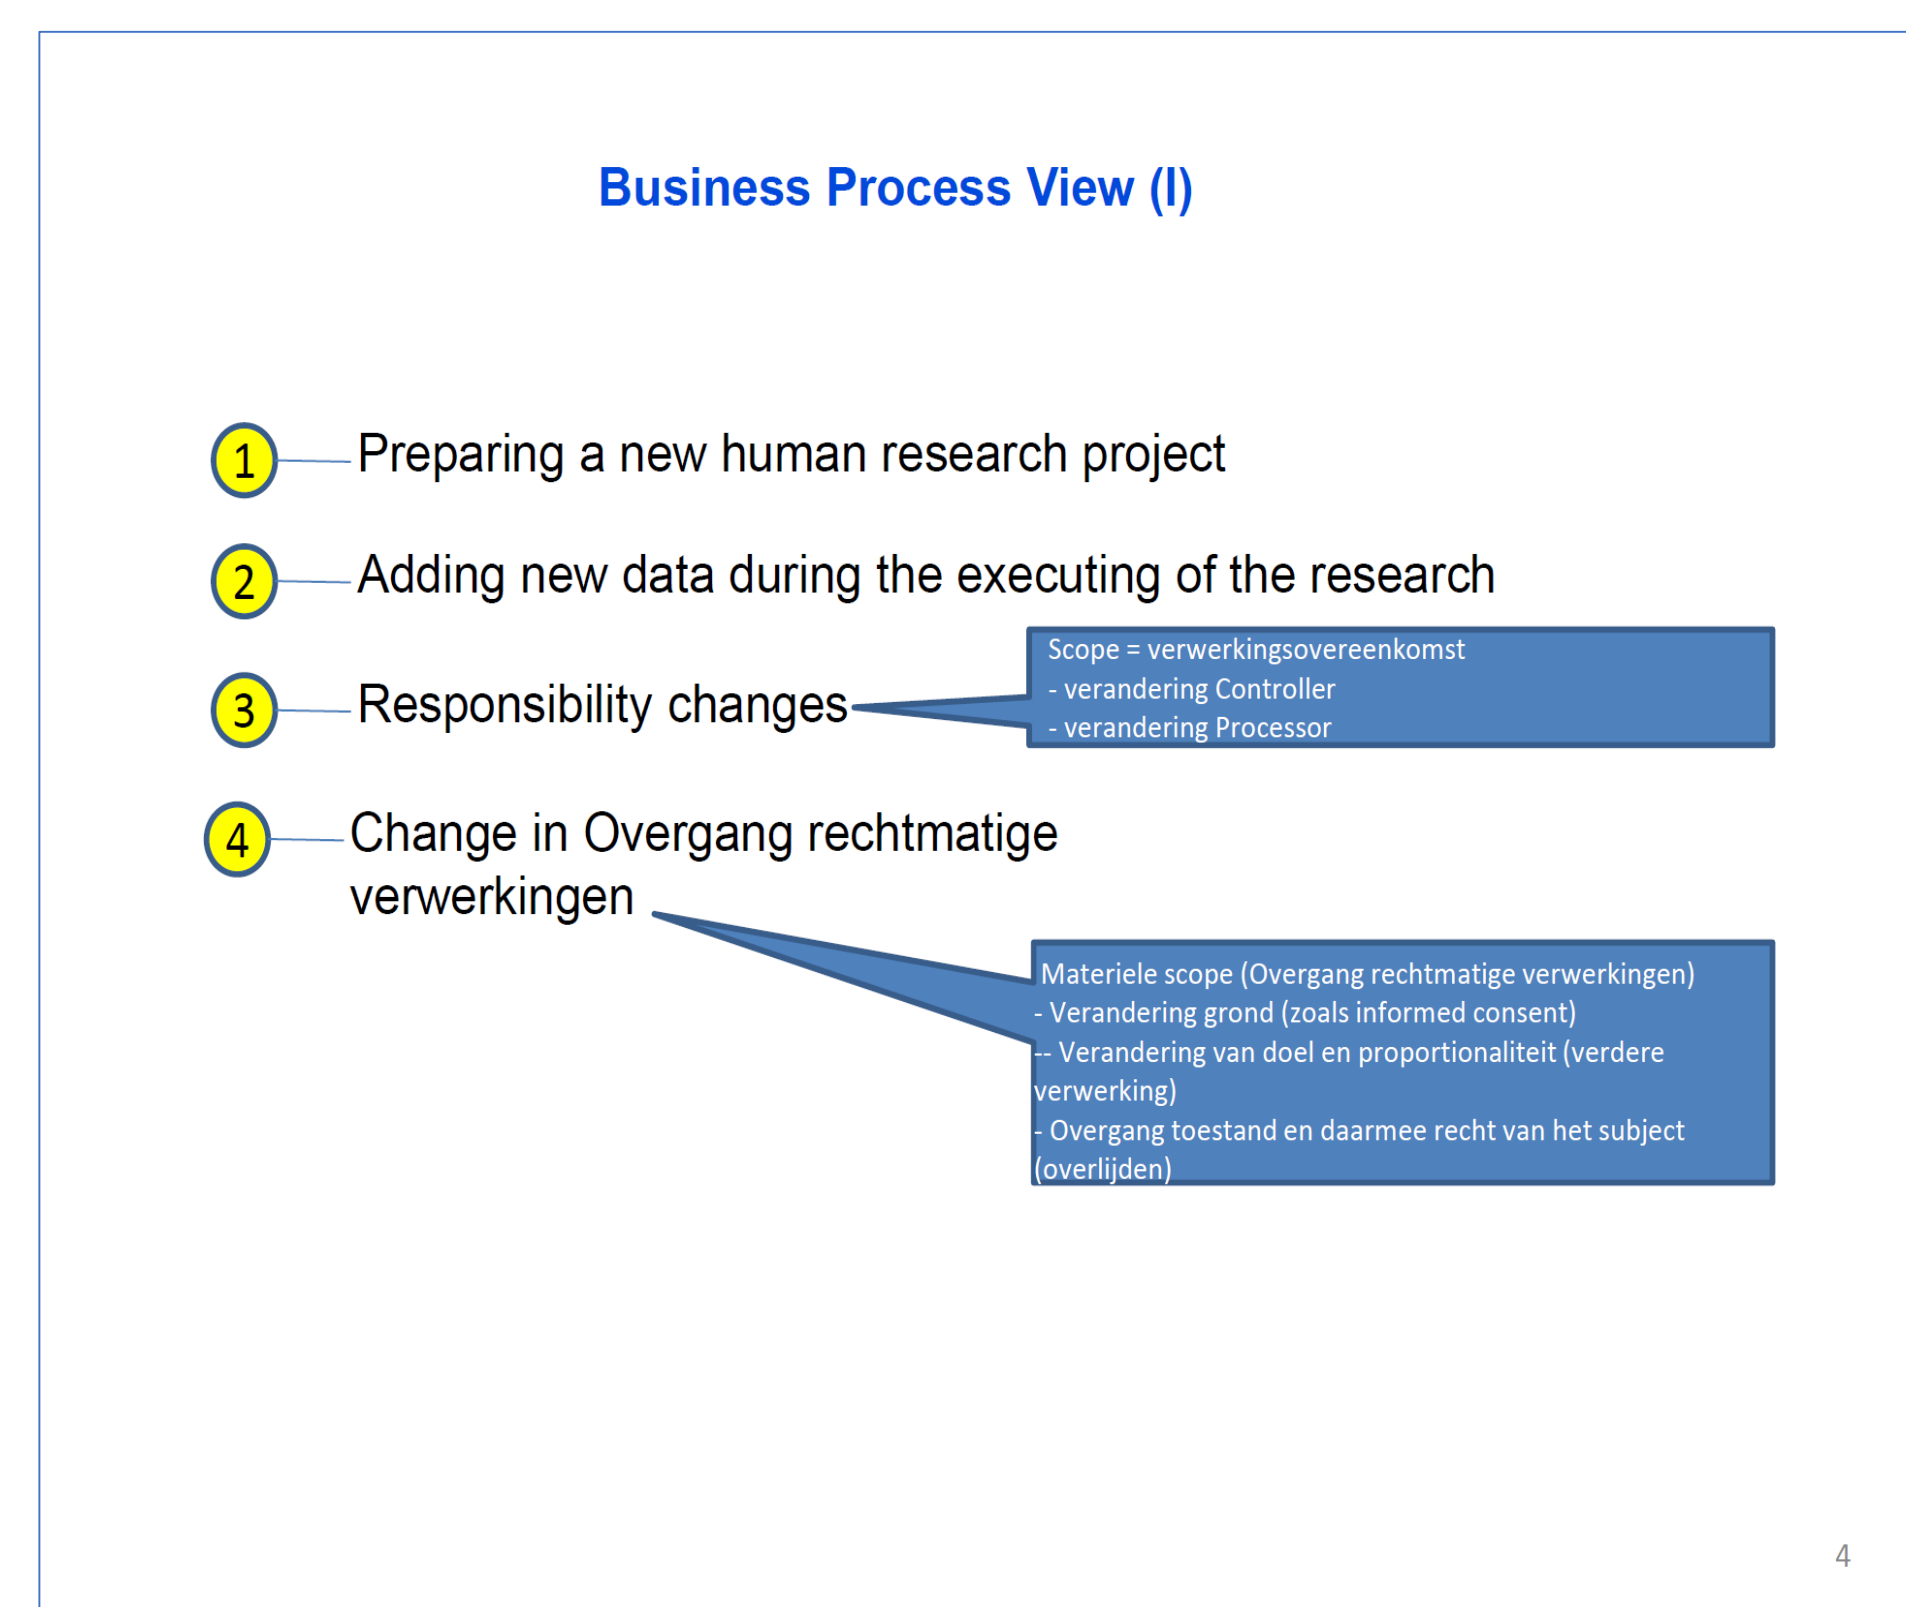 Business Process View (I)
1
Preparing a new human research project
2
Adding new data during the executing of the research
3
Responsibility changes
Scope = verwerkingsovereenkomst
- verandering Controller
- verandering Processor
4
Change in Overgang rechtmatige
verwerkingen
Materiele scope (Overgang rechtmatige verwerkingen)
- Verandering grond (zoals informed consent)
-- Verandering van doel en proportionaliteit (verdere
verwerking)
- Overgang toestand en daarmee recht van het subject
(overlijden)
4